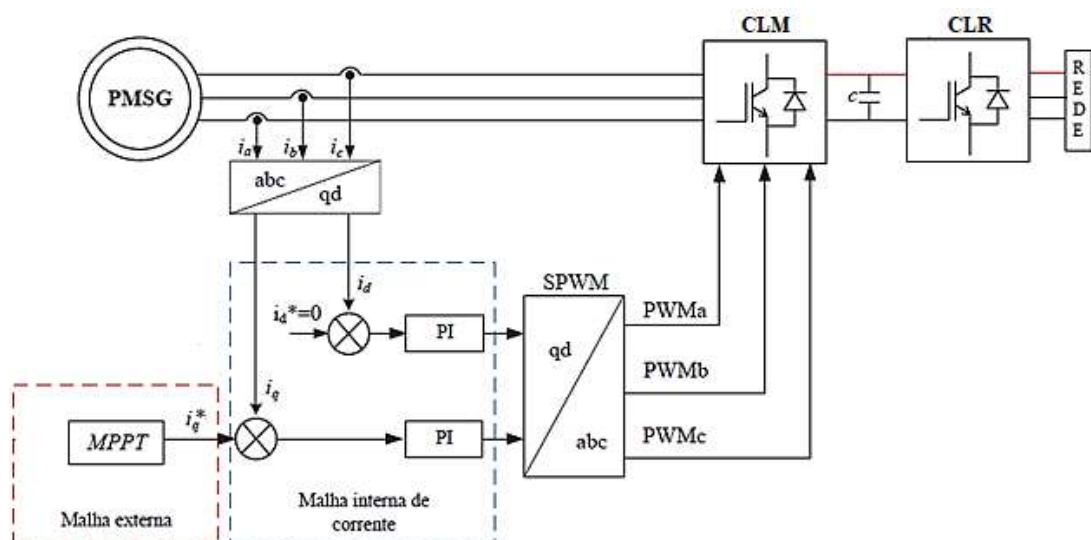 CLM
CLR
PMSG
c
R
E
D
E
i_a
i_b
i_c
abc
qd
i_d
i_d*=0
PI
SPWM
qd
abc
PWMa
PWMb
PWMc
i_q
MPPT
i_q*
PI
Malha interna de
corrente
Malha externa